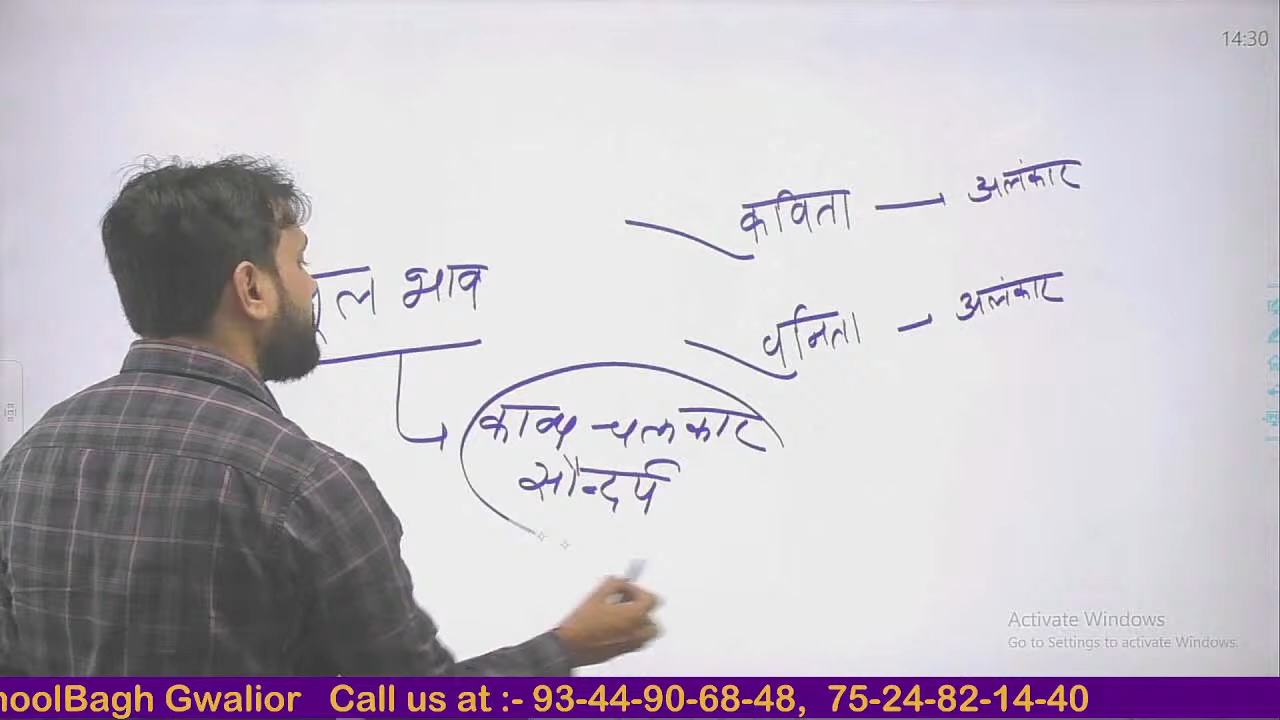 14:30
कविता — अलंकार
भाव
वनिता — अलंकार
काव्य चमत्कार
सौन्दर्य
Activate Windows
Go to Settings to activate Windows.
hoolBagh Gwalior Call us at :- 93-44-90-68-48, 75-24-82-14-40